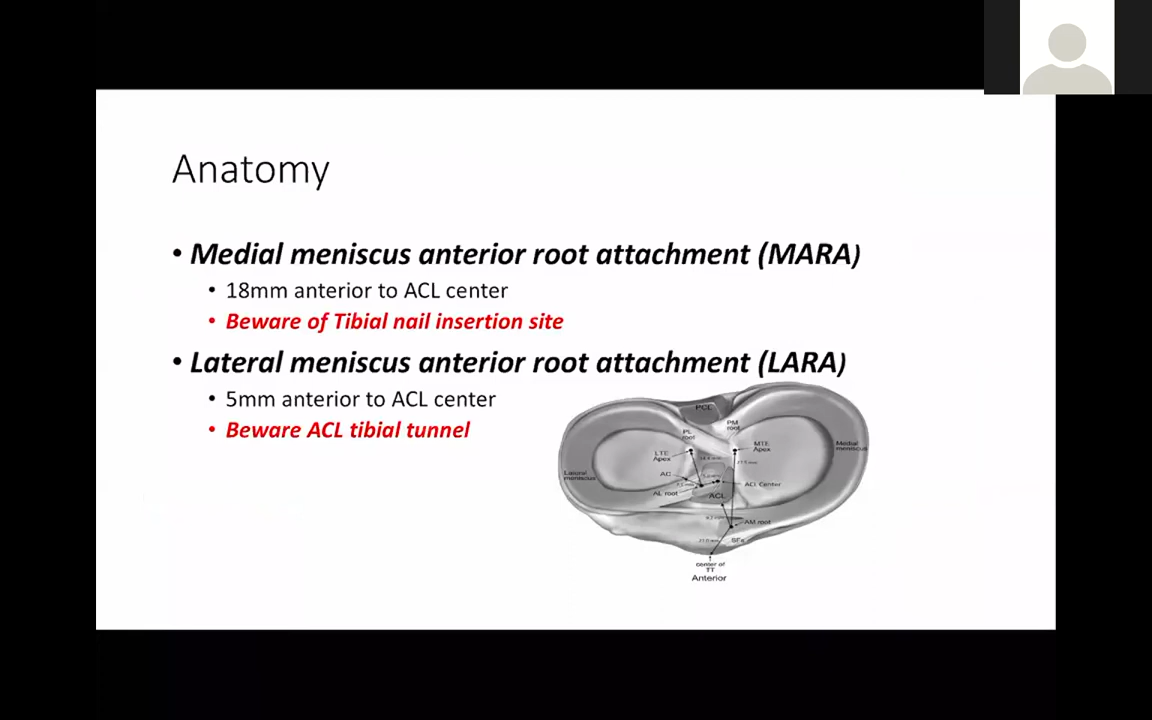 Anatomy
• Medial meniscus anterior root attachment (MARA)
• 18mm anterior to ACL center
• Beware of Tibial nail insertion site
• Lateral meniscus anterior root attachment (LARA)
• 5mm anterior to ACL center
• Beware ACL tibial tunnel
PCL
PM
root
PL
root
MTE
Apex
Medial
meniscus
LTE
Apex
Lateral
meniscus
AC
ACL Center
AL root
ACL
AM root
SFs
center of
TT
Anterior